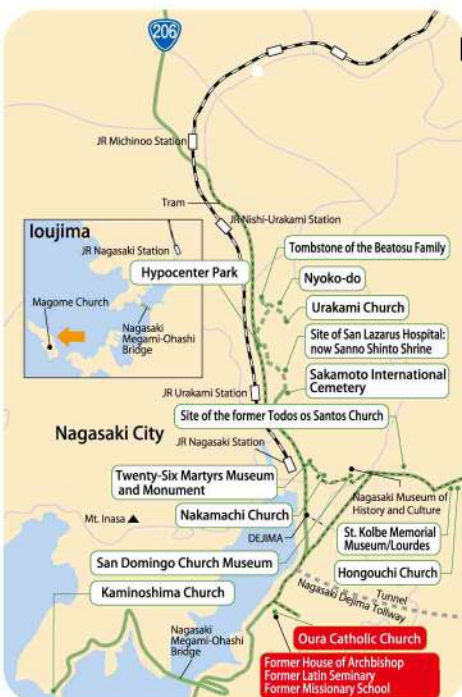 206
JR Michinoo Station
Tram
JR Nishi-Urakami Station
Ioujima
JR Nagasaki Station
Magome Church
Nagasaki
Megami-Ohashi
Bridge
Tombstone of the Beatosu Family
Hypocenter Park
Nyoko-do
Urakami Church
Site of San Lazarus Hospital:
now Sanno Shinto Shrine
Sakamoto International
Cemetery
JR Urakami Station
Site of the former Todos os Santos Church
Nagasaki City
JR Nagasaki Station
Twenty-Six Martyrs Museum
and Monument
Nagasaki Museum of
History and Culture
Mt. Inasa
Nakamachi Church
DEJIMA
St. Kolbe Memorial
Museum/Lourdes
San Domingo Church Museum
Hongouchi Church
Kaminoshima Church
Tunnel
Nagasaki Dejima Tollway
Nagasaki
Megami-Ohashi
Bridge
Oura Catholic Church
Former House of Archbishop
Former Latin Seminary
Former Missionary School